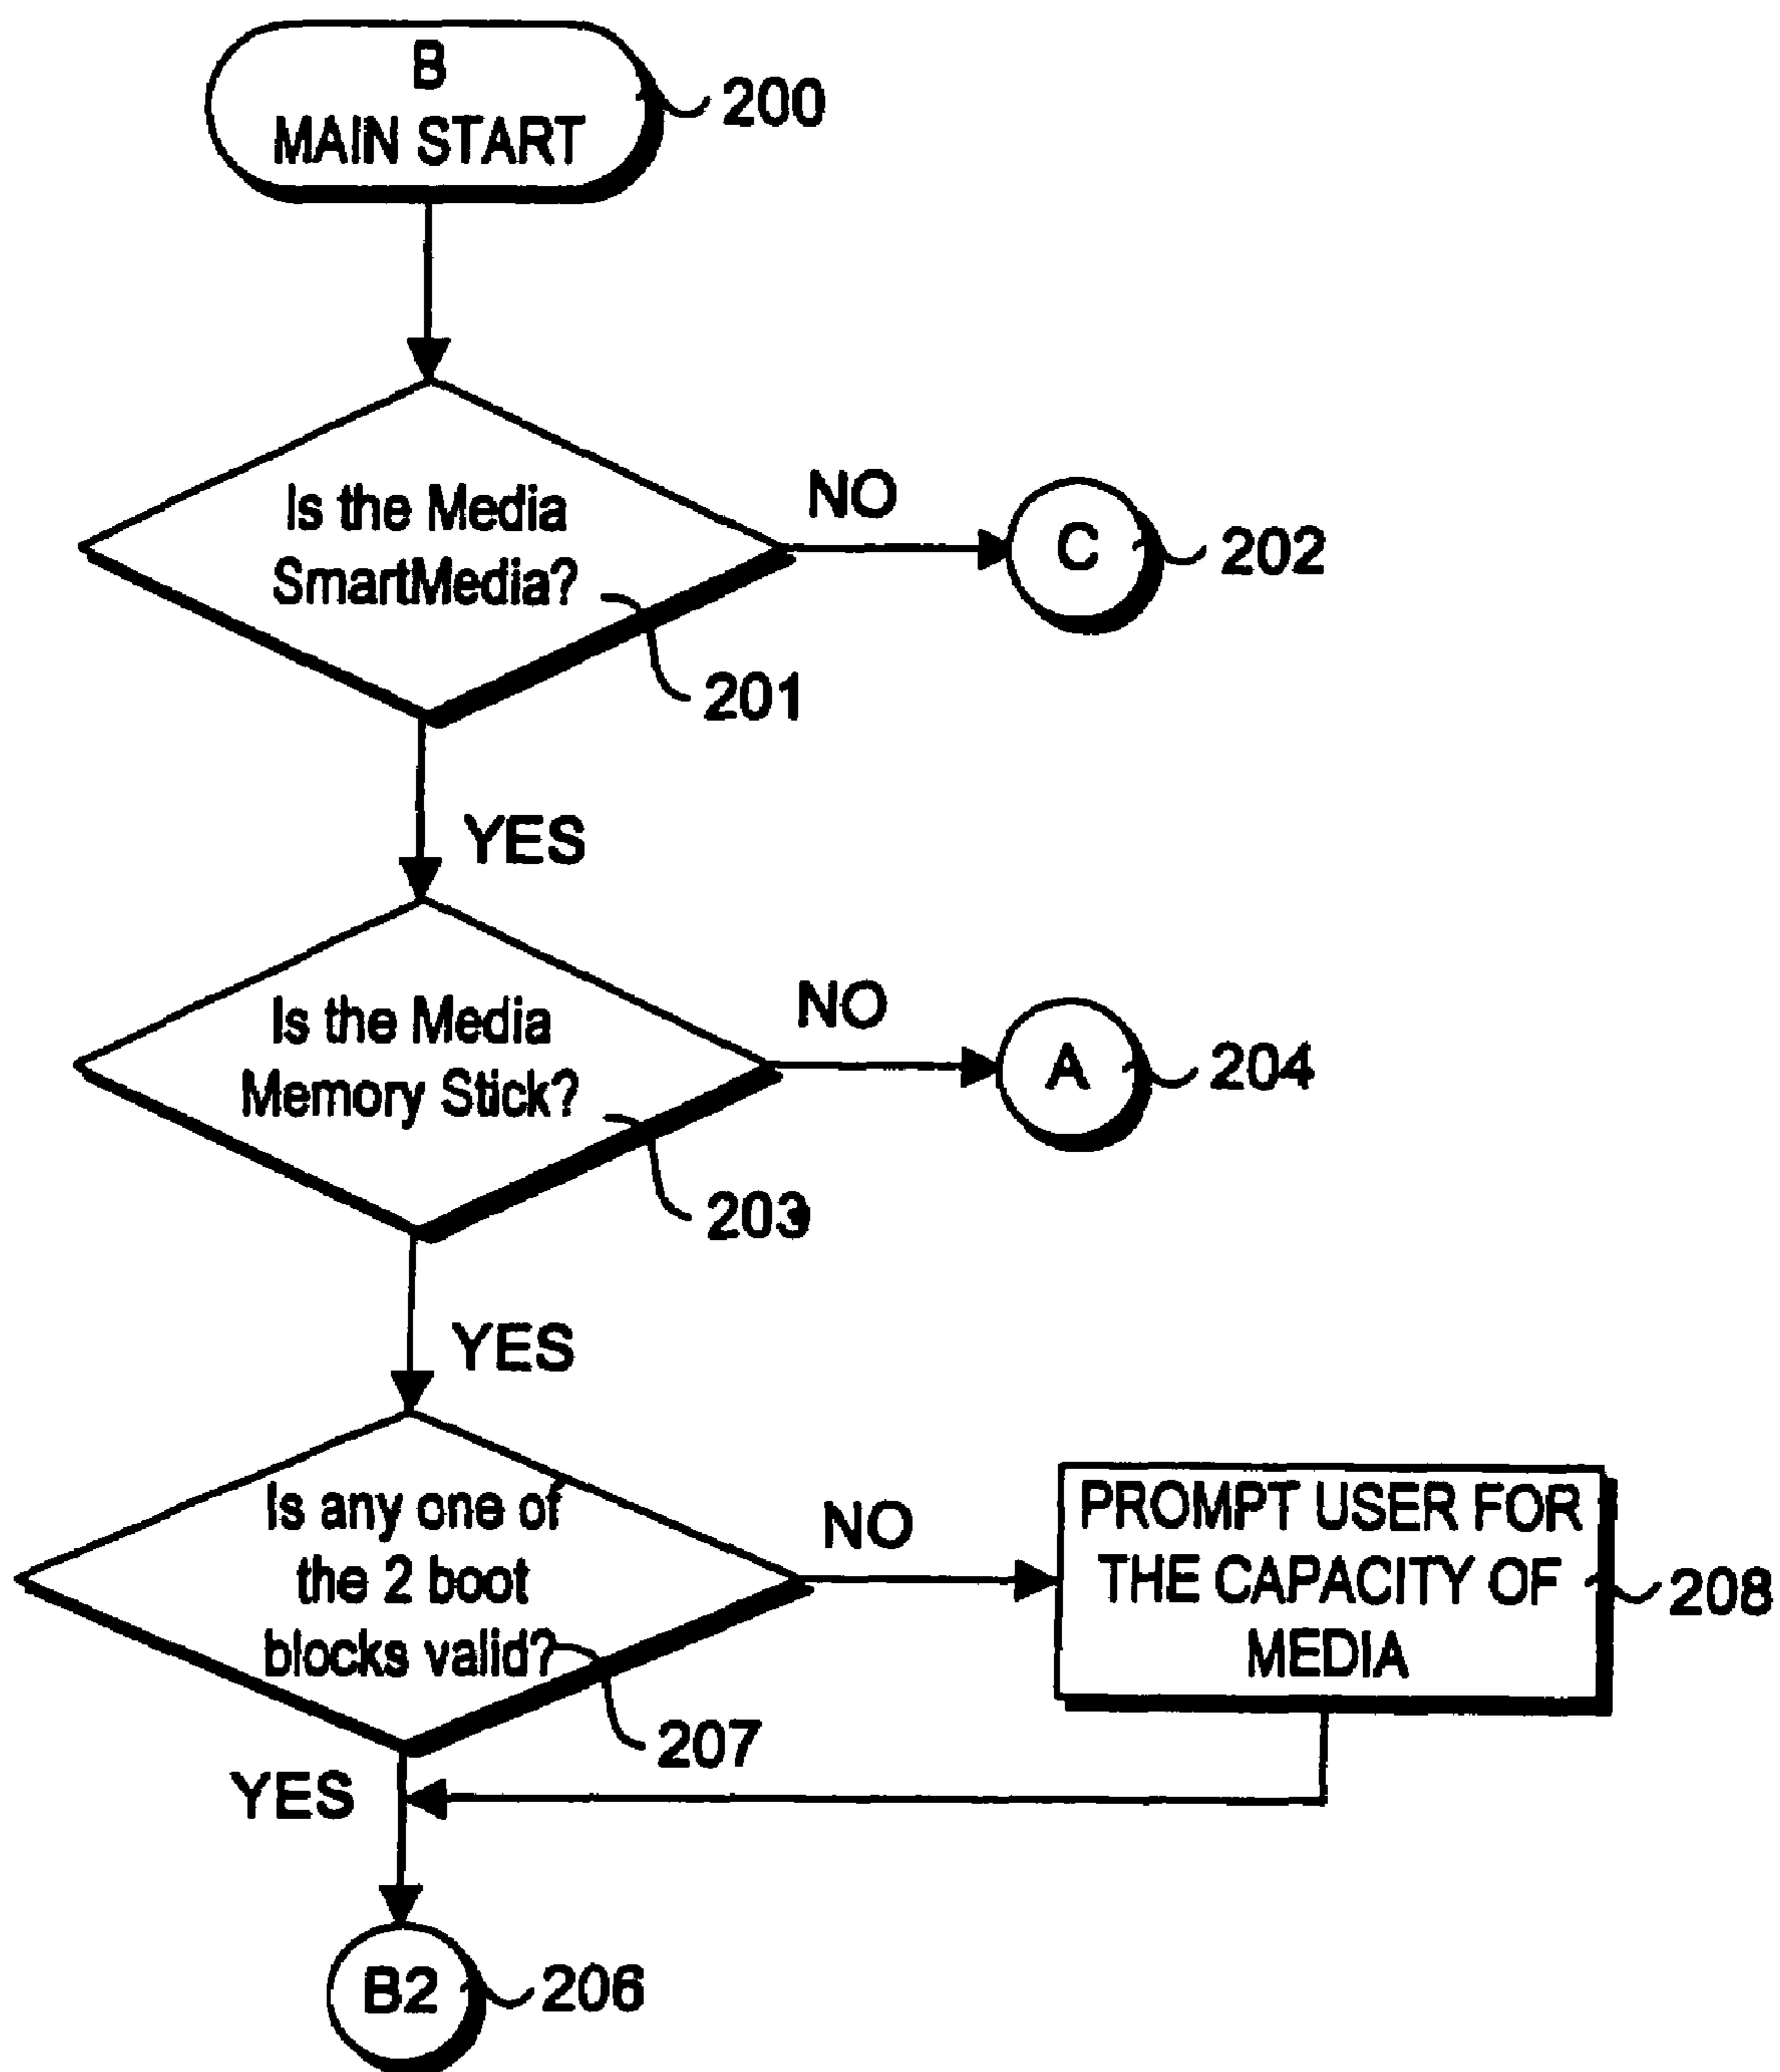 B
MAIN START
200
Is the Media
SmartMedia?
NO
C
202
201
YES
Is the Media
Memory Stick?
NO
A
204
203
YES
Is any one of
the 2 boot
blocks valid?
NO
PROMPT USER FOR
THE CAPACITY OF
MEDIA
208
207
YES
B2
206